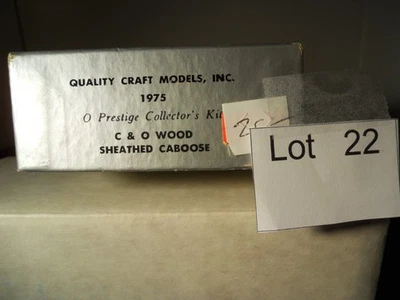 QUALITY CRAFT MODELS, INC.
1975
O Prestige Collector's Kit
C & O WOOD
SHEATHED CABOOSE
Lot 22